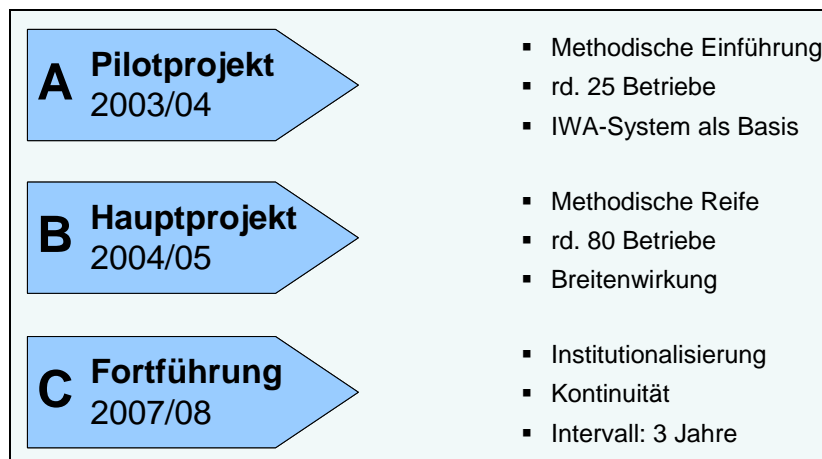 A Pilotprojekt
2003/04
▪ Methodische Einführung
▪ rd. 25 Betriebe
▪ IWA-System als Basis
B Hauptprojekt
2004/05
▪ Methodische Reife
▪ rd. 80 Betriebe
▪ Breitenwirkung
C Fortführung
2007/08
▪ Institutionalisierung
▪ Kontinuität
▪ Intervall: 3 Jahre